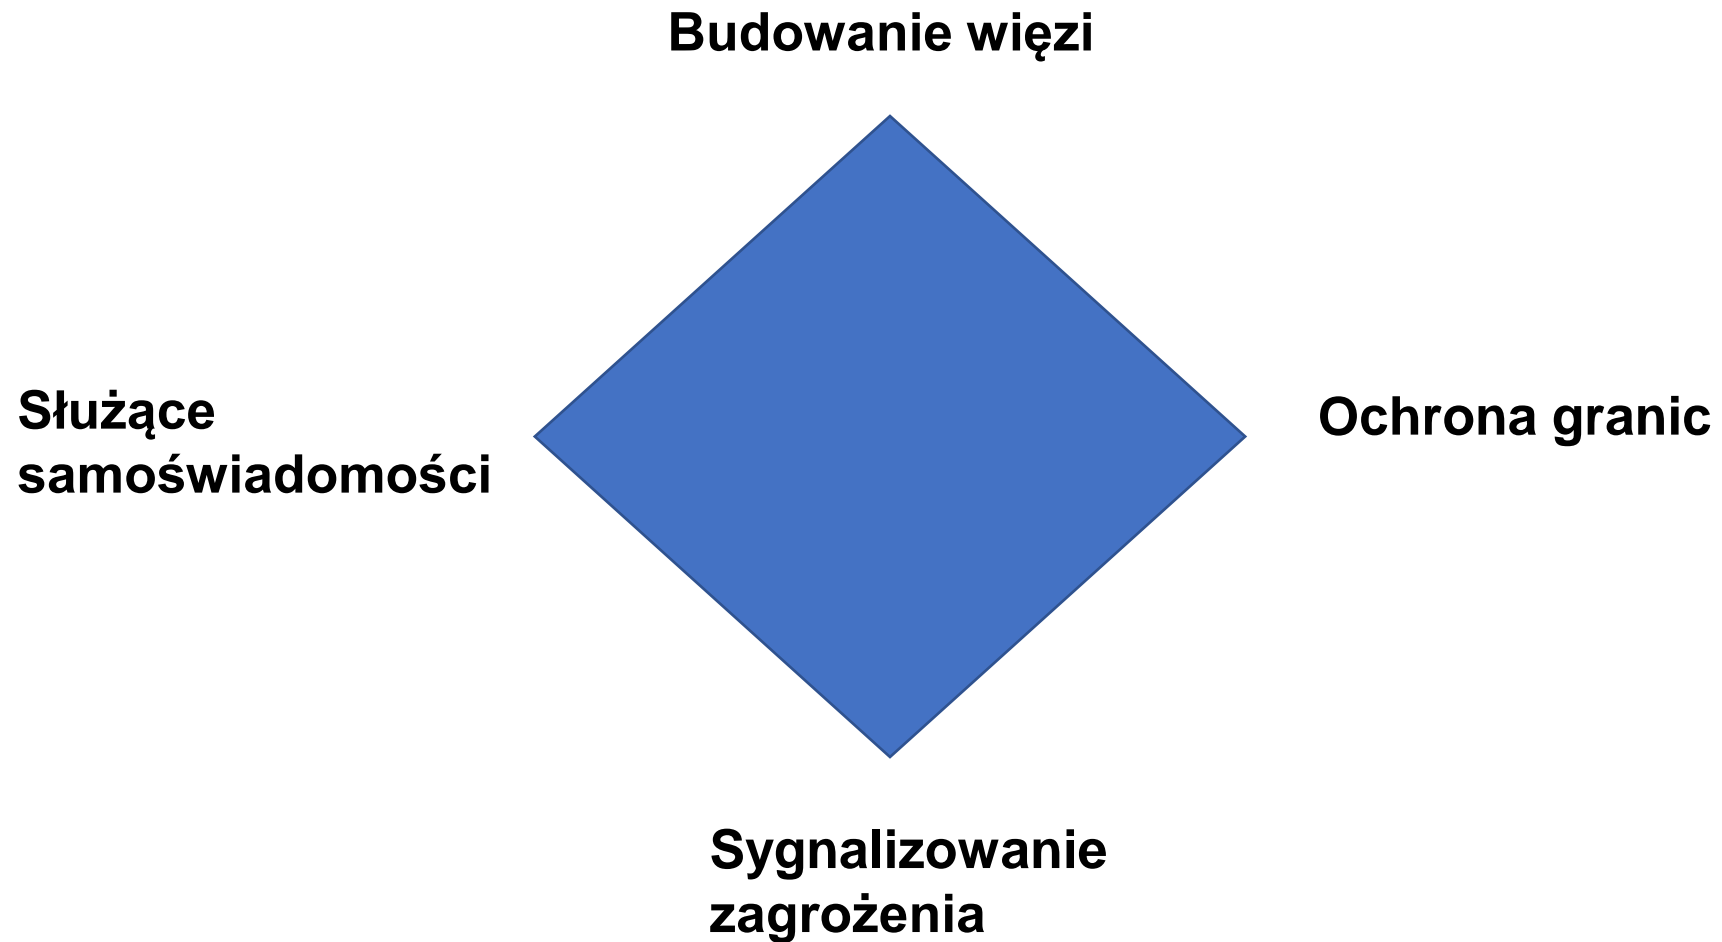 Budowanie więzi
Służące
samoświadomości
Ochrona granic
Sygnalizowanie
zagrożenia